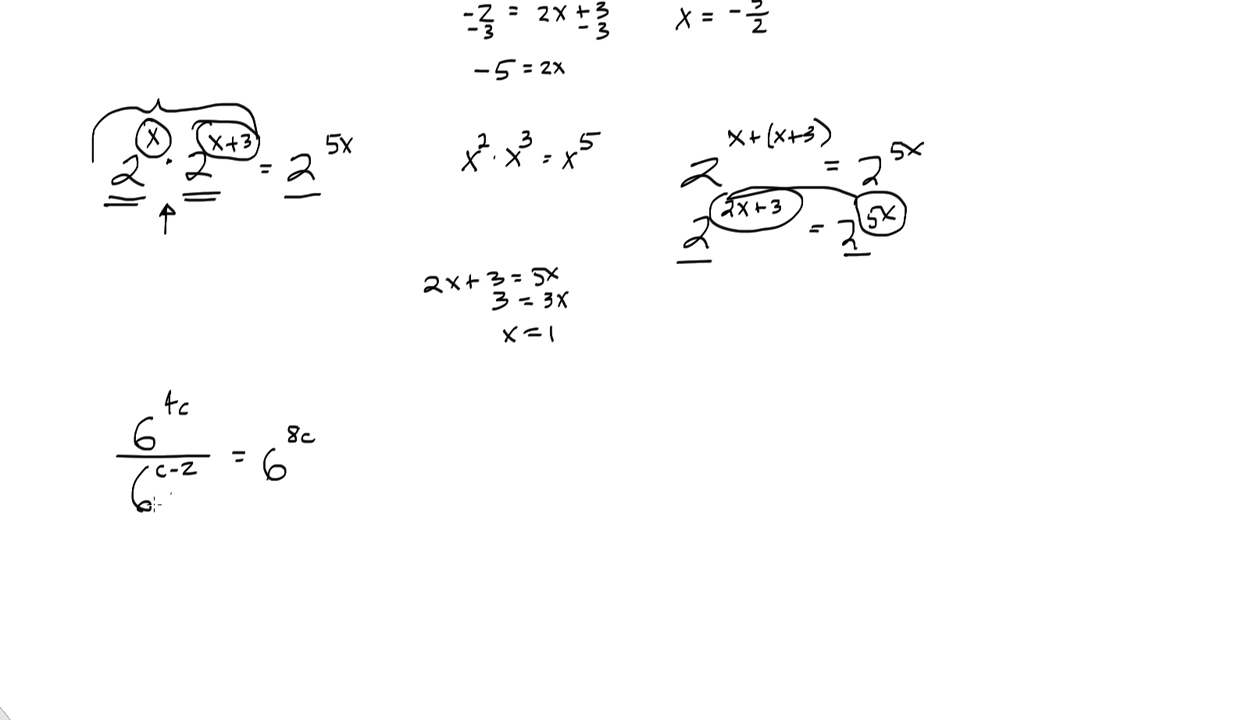 -2 = 2x + 3
-3 - 3
x = -5/2
-5 = 2x
2^x · 2^(x+3) = 2^5x
x^2 · x^3 = x^5
2^x+(x+3) = 2^5x
2^2x+3 = 2^5x
2x + 3 = 5x
3 = 3x
x = 1
6^4c / 6^c-2 = 6^8c